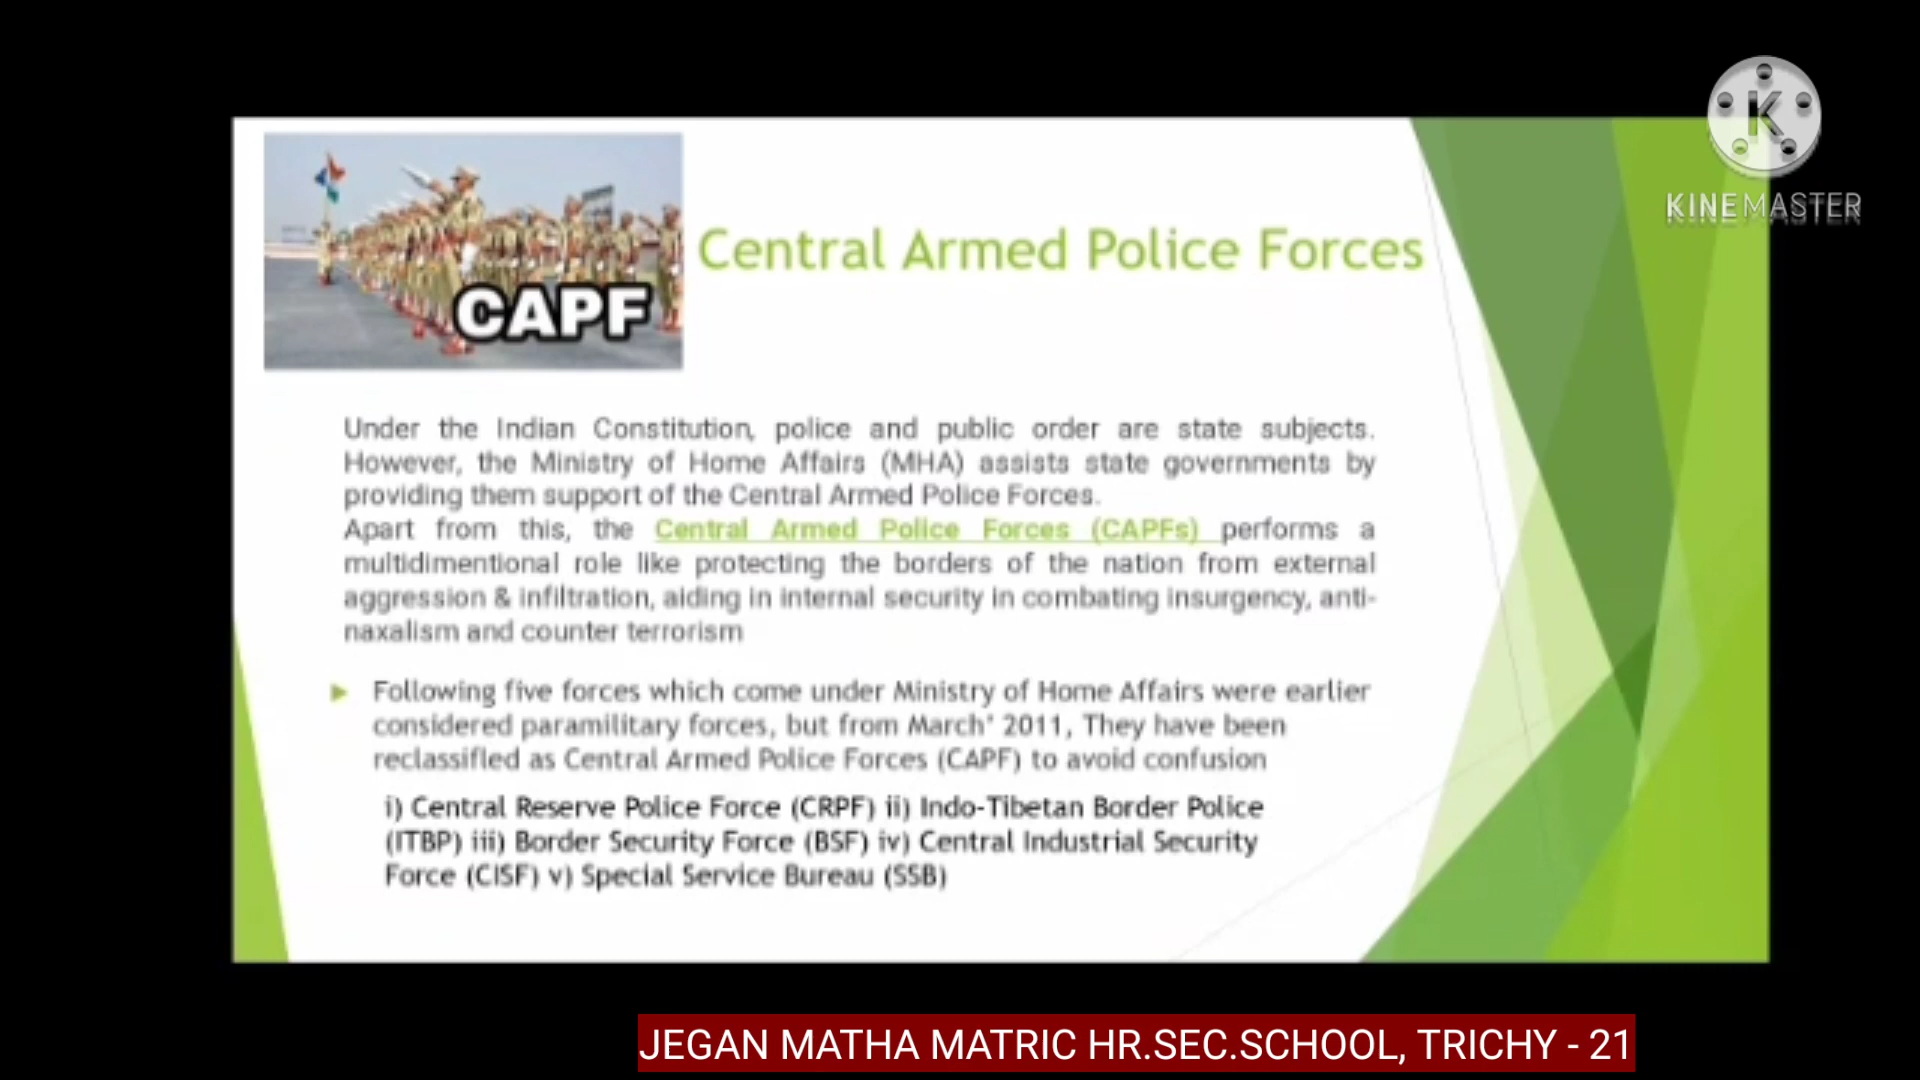 K
KINEMASTER
CAPF
Central Armed Police Forces
Under the Indian Constitution, police and public order are state subjects.
However, the Ministry of Home Affairs (MHA) assists state governments by
providing them support of the Central Armed Police Forces.
Apart from this, the Central Armed Police Forces (CAPFs) performs a
multidimentional role like protecting the borders of the nation from external
aggression & infiltration, aiding in internal security in combating insurgency, anti-
naxalism and counter terrorism
Following five forces which come under Ministry of Home Affairs were earlier
considered paramilitary forces, but from March' 2011, They have been
reclassified as Central Armed Police Forces (CAPF) to avoid confusion
i) Central Reserve Police Force (CRPF) ii) Indo-Tibetan Border Police
(ITBP) iii) Border Security Force (BSF) iv) Central Industrial Security
Force (CISF) v) Special Service Bureau (SSB)
JEGAN MATHA MATRIC HR.SEC.SCHOOL, TRICHY - 21